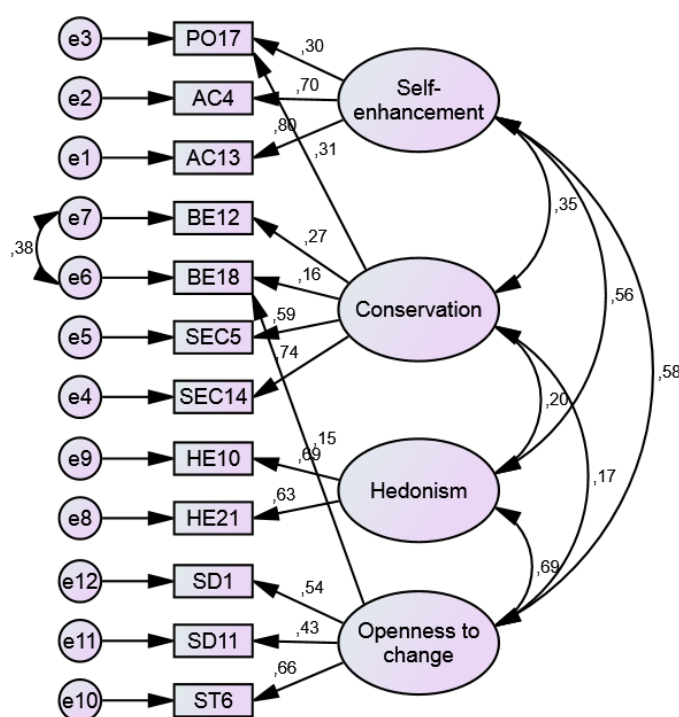 e3
PO17
,30
Self-
enhancement
e2
AC4
,70
e1
AC13
,80
,31
e7
BE12
,27
,35
,38
e6
BE18
,16
Conservation
,56
e5
SEC5
,59
e4
SEC14
,74
,58
,20
e9
HE10
,15
,69
,17
Hedonism
e8
HE21
,63
,69
e12
SD1
,54
e11
SD11
,43
Openness to
change
e10
ST6
,66